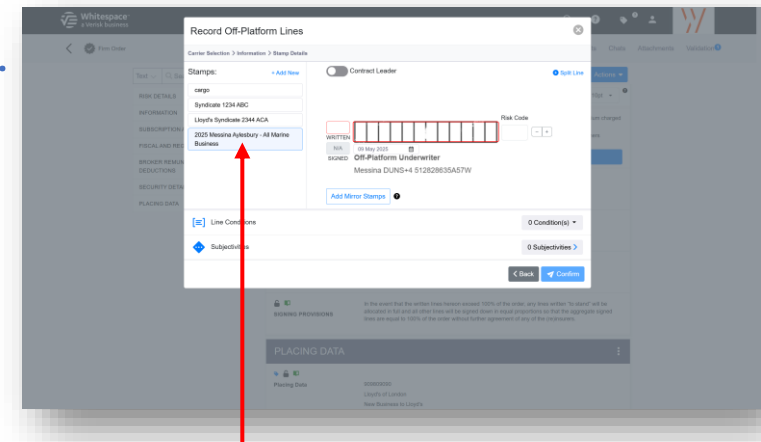 Whitespace
a Verisk business
Firm Order
Chats
Attachments
Validation
Actions
RISK DETAILS
INFORMATION
SUBSCRIPTION
FISCAL AND REG
BROKER REMUN
DEDUCTIONS
SECURITY DETA
PLACING DATA
Record Off-Platform Lines
Carrier Selection > Information > Stamp Details
Stamps:
+ Add New
cargo
Syndicate 1234 ABC
Lloyd's Syndicate 2344 ACA
2025 Messina Aylesbury - All Marine
Business
Contract Leader
Split Line
Risk Code
WRITTEN
N/A
09 May 2025
SIGNED
Off-Platform Underwriter
Messina DUNS+4 512828635A57W
Add Mirror Stamps
Line Conditions
0 Condition(s)
Subjectivities
0 Subjectivities >
< Back
Confirm
SIGNING PROVISIONS
In the event that the written lines hereon exceed 100% of the order, any lines written "to stand" will be
allocated in full and all other lines will be signed down in equal proportions so that the aggregate signed
lines are equal to 100% of the order without further agreement of any of the (re)insurers.
PLACING DATA
Placing Data
Lloyd's of London
New Business to Lloyd's